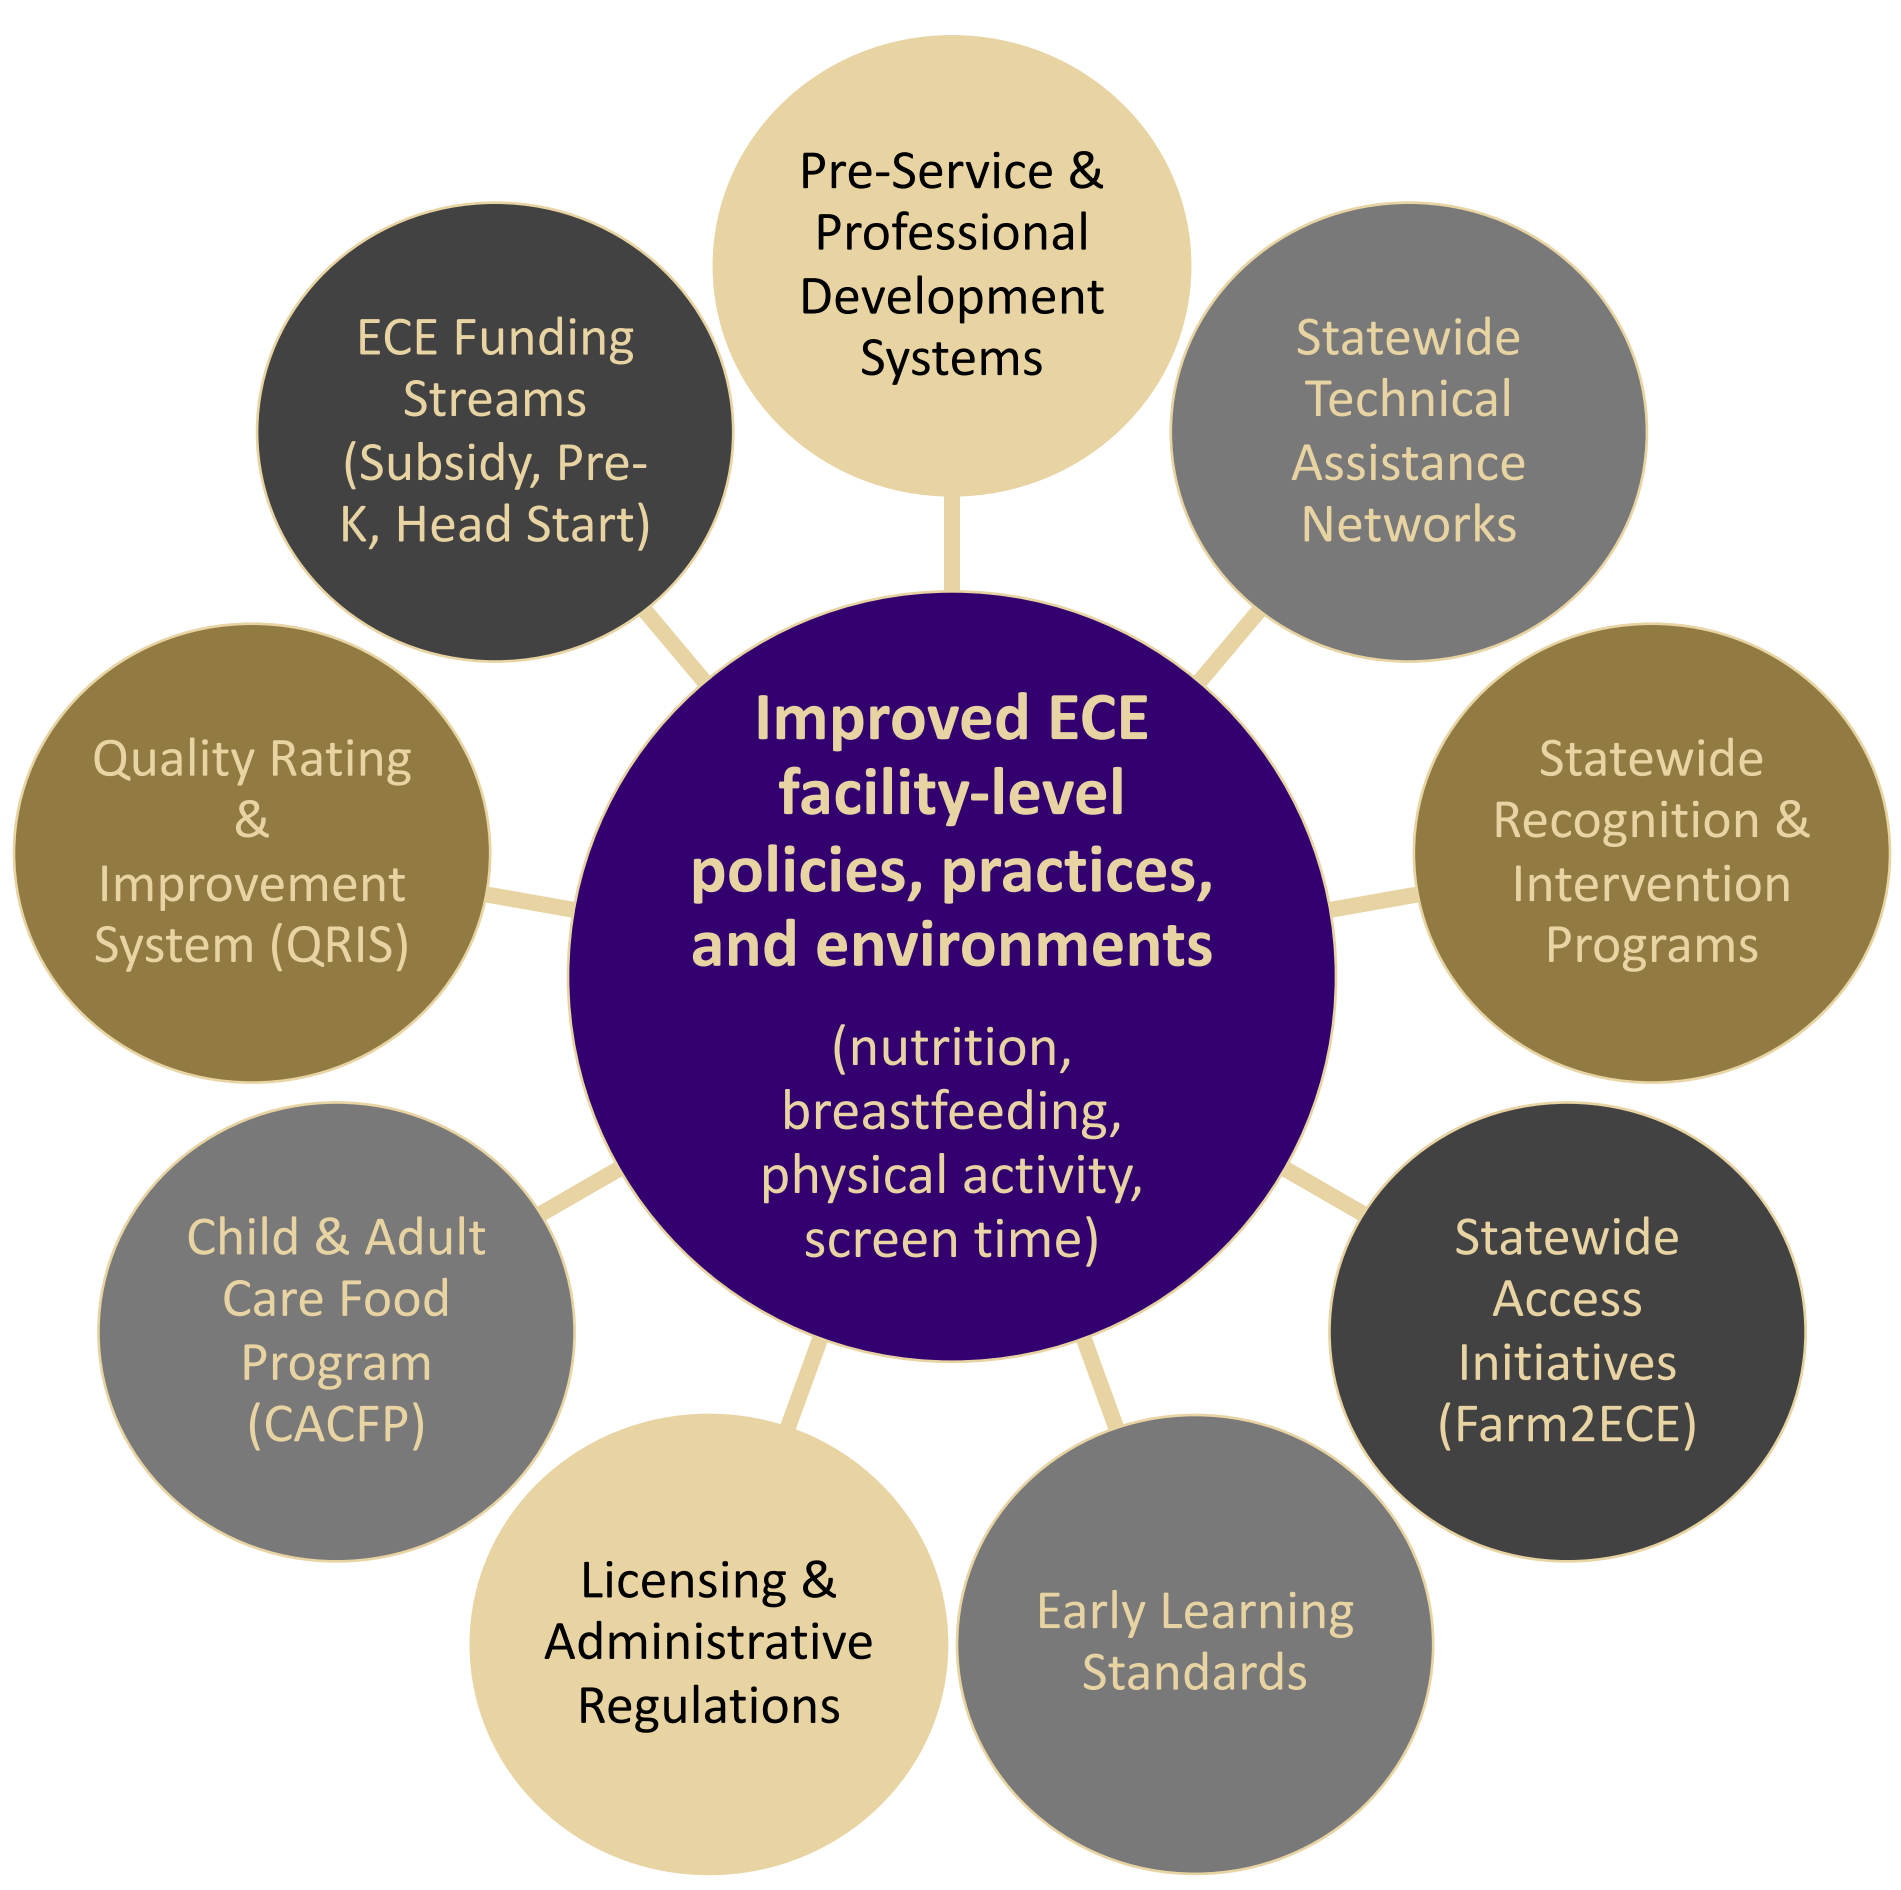 Pre-Service &
Professional
Development
Systems
Statewide
Technical
Assistance
Networks
Statewide
Recognition &
Intervention
Programs
Statewide
Access
Initiatives
(Farm2ECE)
Early Learning
Standards
Licensing &
Administrative
Regulations
Child & Adult
Care Food
Program
(CACFP)
Quality Rating
&
Improvement
System (QRIS)
ECE Funding
Streams
(Subsidy, Pre-
K, Head Start)
Improved ECE
facility-level
policies, practices,
and environments
(nutrition,
breastfeeding,
physical activity,
screen time)